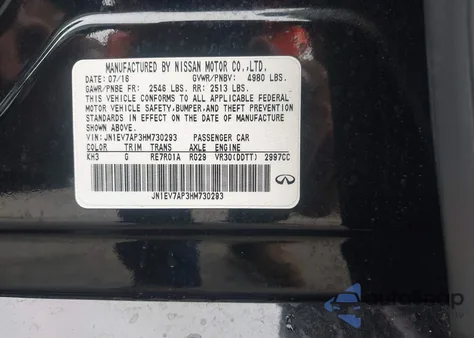 MANUFACTURED BY NISSAN MOTOR CO.,LTD.
DATE: 07/16 GVWR/PNBV: 4980 LBS.
GAWR/PNBE FR: 2546 LBS. RR: 2513 LBS.
THIS VEHICLE CONFORMS TO ALL APPLICABLE FEDERAL
MOTOR VEHICLE SAFETY, BUMPER, AND THEFT PREVENTION
STANDARDS IN EFFECT ON THE DATE OF MANUFACTURE
SHOWN ABOVE.
VIN: JN1EV7AP3HM730293 PASSENGER CAR
COLOR TRIM TRANS AXLE ENGINE
KH3 G RE7R01A RG29 VR30(DDTT) 2997CC
JN1EV7AP3HM730293
autosnap